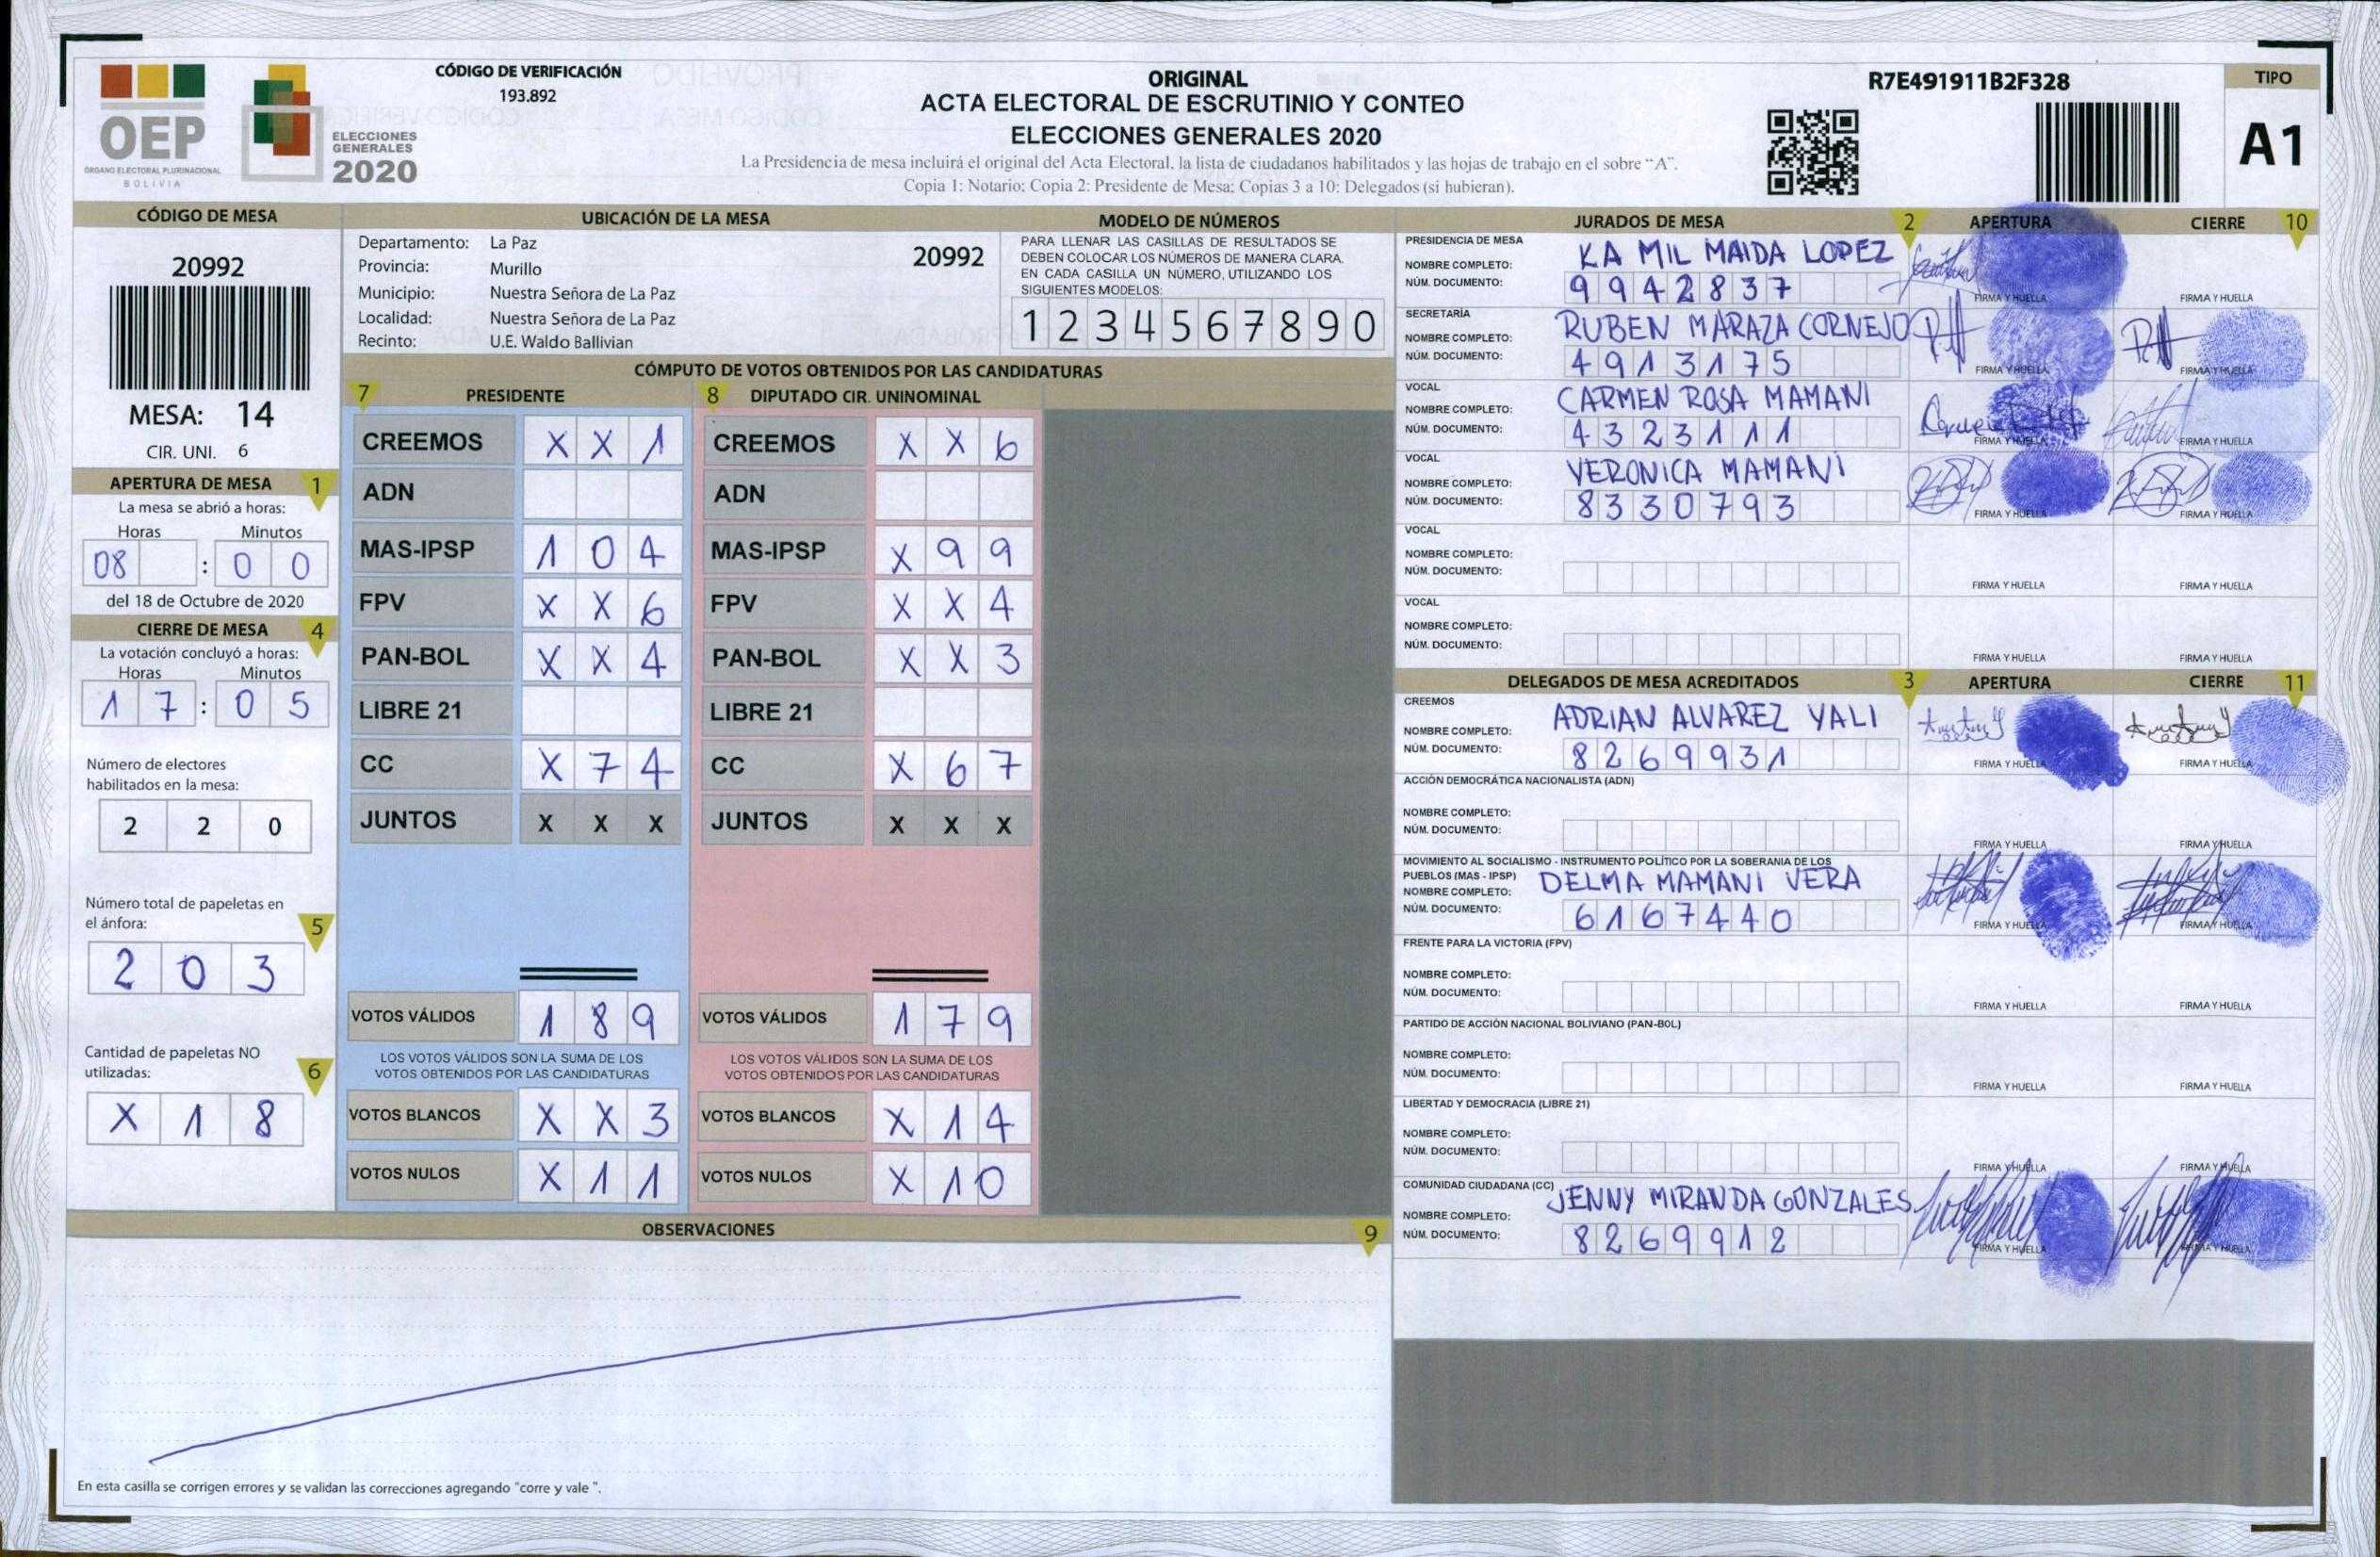 CÓDIGO DE VERIFICACIÓN
193.892
OEP
ÓRGANO ELECTORAL PLURINACIONAL
BOLIVIA
ELECCIONES
GENERALES
2020
ORIGINAL
ACTA ELECTORAL DE ESCRUTINIO Y CONTEO
ELECCIONES GENERALES 2020
La Presidencia de mesa incluirá el original del Acta Electoral, la lista de ciudadanos habilitados y las hojas de trabajo en el sobre "A".
Copia 1: Notario; Copia 2: Presidente de Mesa; Copias 3 a 10: Delegados (si hubieran).
R7E491911B2F328
TIPO
A1
CÓDIGO DE MESA
20992
MESA: 14
CIR. UNI. 6
APERTURA DE MESA 1
La mesa se abrió a horas:
Horas Minutos
08 : 0 0
del 18 de Octubre de 2020
CIERRE DE MESA 4
La votación concluyó a horas:
Horas Minutos
1 7 : 0 5
Número de electores
habilitados en la mesa:
2 2 0
Número total de papeletas en
el ánfora: 5
2 0 3
Cantidad de papeletas NO
utilizadas: 6
X 1 8
UBICACIÓN DE LA MESA
Departamento: La Paz 20992
Provincia: Murillo
Municipio: Nuestra Señora de La Paz
Localidad: Nuestra Señora de La Paz
Recinto: U.E. Waldo Ballivian
MODELO DE NÚMEROS
PARA LLENAR LAS CASILLAS DE RESULTADOS SE
DEBEN COLOCAR LOS NÚMEROS DE MANERA CLARA.
EN CADA CASILLA UN NÚMERO, UTILIZANDO LOS
SIGUIENTES MODELOS:
1 2 3 4 5 6 7 8 9 0
CÓMPUTO DE VOTOS OBTENIDOS POR LAS CANDIDATURAS
7 PRESIDENTE
CREEMOS X X 1
ADN
MAS-IPSP 1 0 4
FPV X X 6
PAN-BOL X X 4
LIBRE 21
CC X 7 4
JUNTOS X X X
VOTOS VÁLIDOS 1 8 9
LOS VOTOS VÁLIDOS SON LA SUMA DE LOS
VOTOS OBTENIDOS POR LAS CANDIDATURAS
VOTOS BLANCOS X X 3
VOTOS NULOS X 1 1
8 DIPUTADO CIR. UNINOMINAL
CREEMOS X X 6
ADN
MAS-IPSP X 9 9
FPV X X 4
PAN-BOL X X 3
LIBRE 21
CC X 6 7
JUNTOS X X X
VOTOS VÁLIDOS 1 7 9
LOS VOTOS VÁLIDOS SON LA SUMA DE LOS
VOTOS OBTENIDOS POR LAS CANDIDATURAS
VOTOS BLANCOS X 1 4
VOTOS NULOS X 1 0
OBSERVACIONES 9
En esta casilla se corrigen errores y se validan las correcciones agregando "corre y vale ".
JURADOS DE MESA 2 APERTURA CIERRE 10
PRESIDENCIA DE MESA
NOMBRE COMPLETO: KA MIL MAIDA LOPEZ
NÚM. DOCUMENTO: 9942837
FIRMA Y HUELLA FIRMA Y HUELLA
SECRETARÍA
NOMBRE COMPLETO: RUBEN MARAZA CORNEJO
NÚM. DOCUMENTO: 4913175
FIRMA Y HUELLA FIRMA Y HUELLA
VOCAL
NOMBRE COMPLETO: CARMEN ROSA MAMANI
NÚM. DOCUMENTO: 4323111
FIRMA Y HUELLA FIRMA Y HUELLA
VOCAL
NOMBRE COMPLETO: VERONICA MAMANI
NÚM. DOCUMENTO: 8330793
FIRMA Y HUELLA FIRMA Y HUELLA
VOCAL
NOMBRE COMPLETO:
NÚM. DOCUMENTO:
FIRMA Y HUELLA FIRMA Y HUELLA
VOCAL
NOMBRE COMPLETO:
NÚM. DOCUMENTO:
FIRMA Y HUELLA FIRMA Y HUELLA
DELEGADOS DE MESA ACREDITADOS 3 APERTURA CIERRE 11
CREEMOS
NOMBRE COMPLETO: ADRIAN ALVAREZ YALI
NÚM. DOCUMENTO: 8269931
FIRMA Y HUELLA FIRMA Y HUELLA
ACCIÓN DEMOCRÁTICA NACIONALISTA (ADN)
NOMBRE COMPLETO:
NÚM. DOCUMENTO:
FIRMA Y HUELLA FIRMA Y HUELLA
MOVIMIENTO AL SOCIALISMO - INSTRUMENTO POLÍTICO POR LA SOBERANIA DE LOS
PUEBLOS (MAS - IPSP)
NOMBRE COMPLETO: DELMA MAMANI VERA
NÚM. DOCUMENTO: 6167440
FIRMA Y HUELLA FIRMA Y HUELLA
FRENTE PARA LA VICTORIA (FPV)
NOMBRE COMPLETO:
NÚM. DOCUMENTO:
FIRMA Y HUELLA FIRMA Y HUELLA
PARTIDO DE ACCIÓN NACIONAL BOLIVIANO (PAN-BOL)
NOMBRE COMPLETO:
NÚM. DOCUMENTO:
FIRMA Y HUELLA FIRMA Y HUELLA
LIBERTAD Y DEMOCRACIA (LIBRE 21)
NOMBRE COMPLETO:
NÚM. DOCUMENTO:
FIRMA Y HUELLA FIRMA Y HUELLA
COMUNIDAD CIUDADANA (CC)
NOMBRE COMPLETO: JENNY MIRANDA GONZALES
NÚM. DOCUMENTO: 8269912
FIRMA Y HUELLA FIRMA Y HUELLA